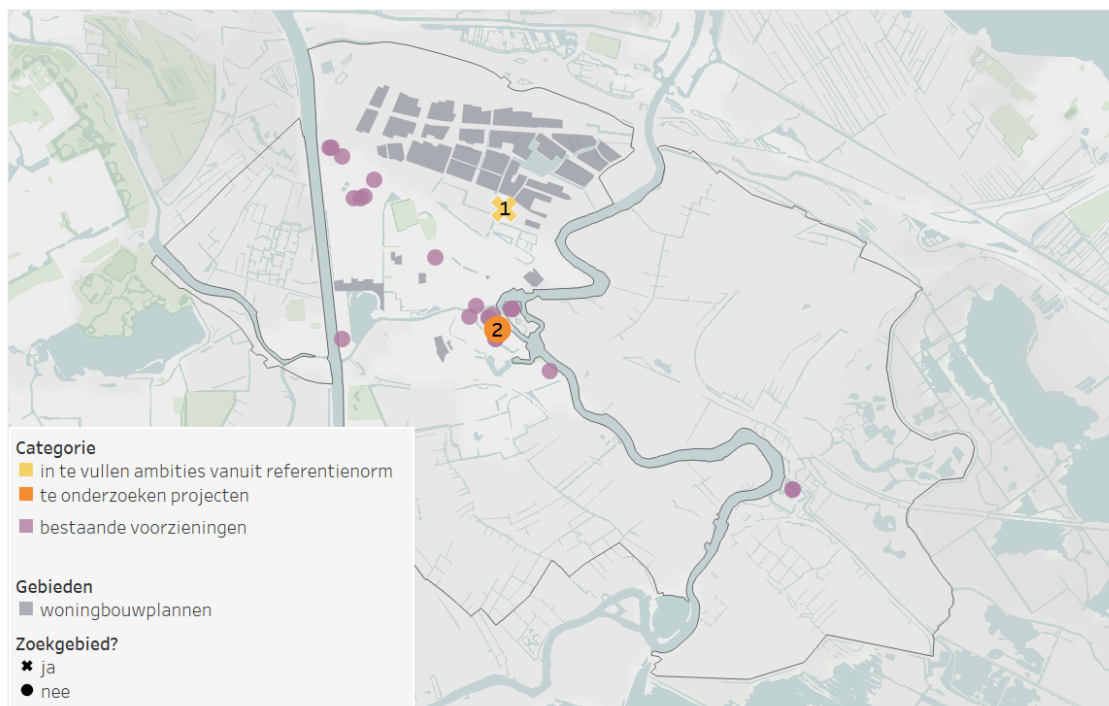 1
2
Categorie
in te vullen ambities vanuit referentienorm
te onderzoeken projecten
bestaande voorzieningen
Gebieden
woningbouwplannen
Zoekgebied?
ja
nee